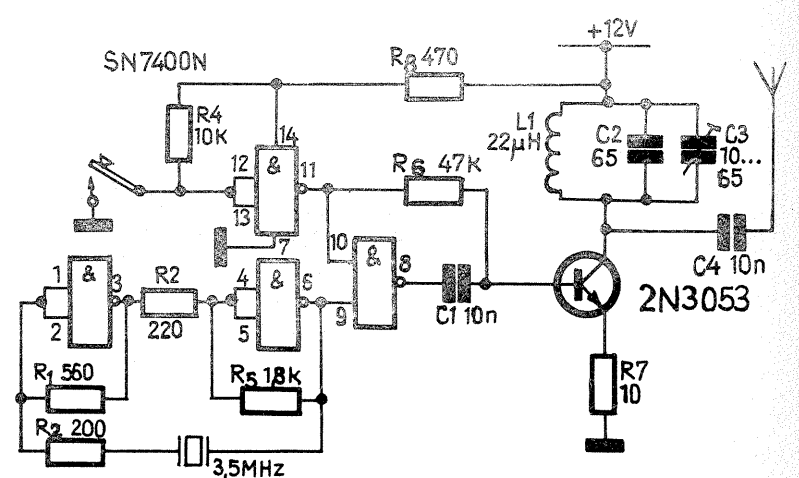 +12V
SN7400N
R8 470
R4
10K
14
L1
22µH
C2
65
C3
10...
65
12
&
11
13
R6 47K
7
10
&
8
9
C1 10n
C4 10n
2N3053
1
&
3
2
R2
220
4
&
6
5
R1 560
R5 1,8K
R3 200
3,5MHz
R7
10